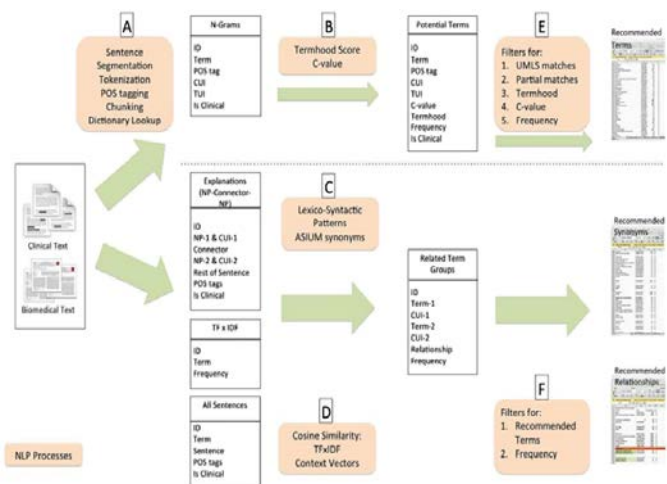 A
Sentence
Segmentation
Tokenization
POS tagging
Chunking
Dictionary Lookup
N-Grams
ID
Term
POS tag
CUI
TUI
Is Clinical
B
Termhood Score
C-value
Potential Terms
ID
Term
POS tag
CUI
TUI
C-value
Termhood
Frequency
Is Clinical
E
Filters for:
1. UMLS matches
2. Partial matches
3. Termhood
4. C-value
5. Frequency
Recommended
Terms
Clinical Text
Biomedical Text
Explanations
(NP-Connector-
NP)
ID
NP-1 & CUI-1
Connector
NP-2 & CUI-2
Rest of Sentence
POS tags
Is Clinical
C
Lexico-Syntactic
Patterns
ASIUM synonyms
TF x IDF
ID
Term
Frequency
Related Term
Groups
ID
Term-1
CUI-1
Term-2
CUI-2
Relationship
Frequency
Recommended
Synonyms
All Sentences
ID
Term
Sentence
POS tags
Is Clinical
D
Cosine Similarity:
TFxIDF
Context Vectors
F
Filters for:
1. Recommended
Terms
2. Frequency
Recommended
Relationships
NLP Processes